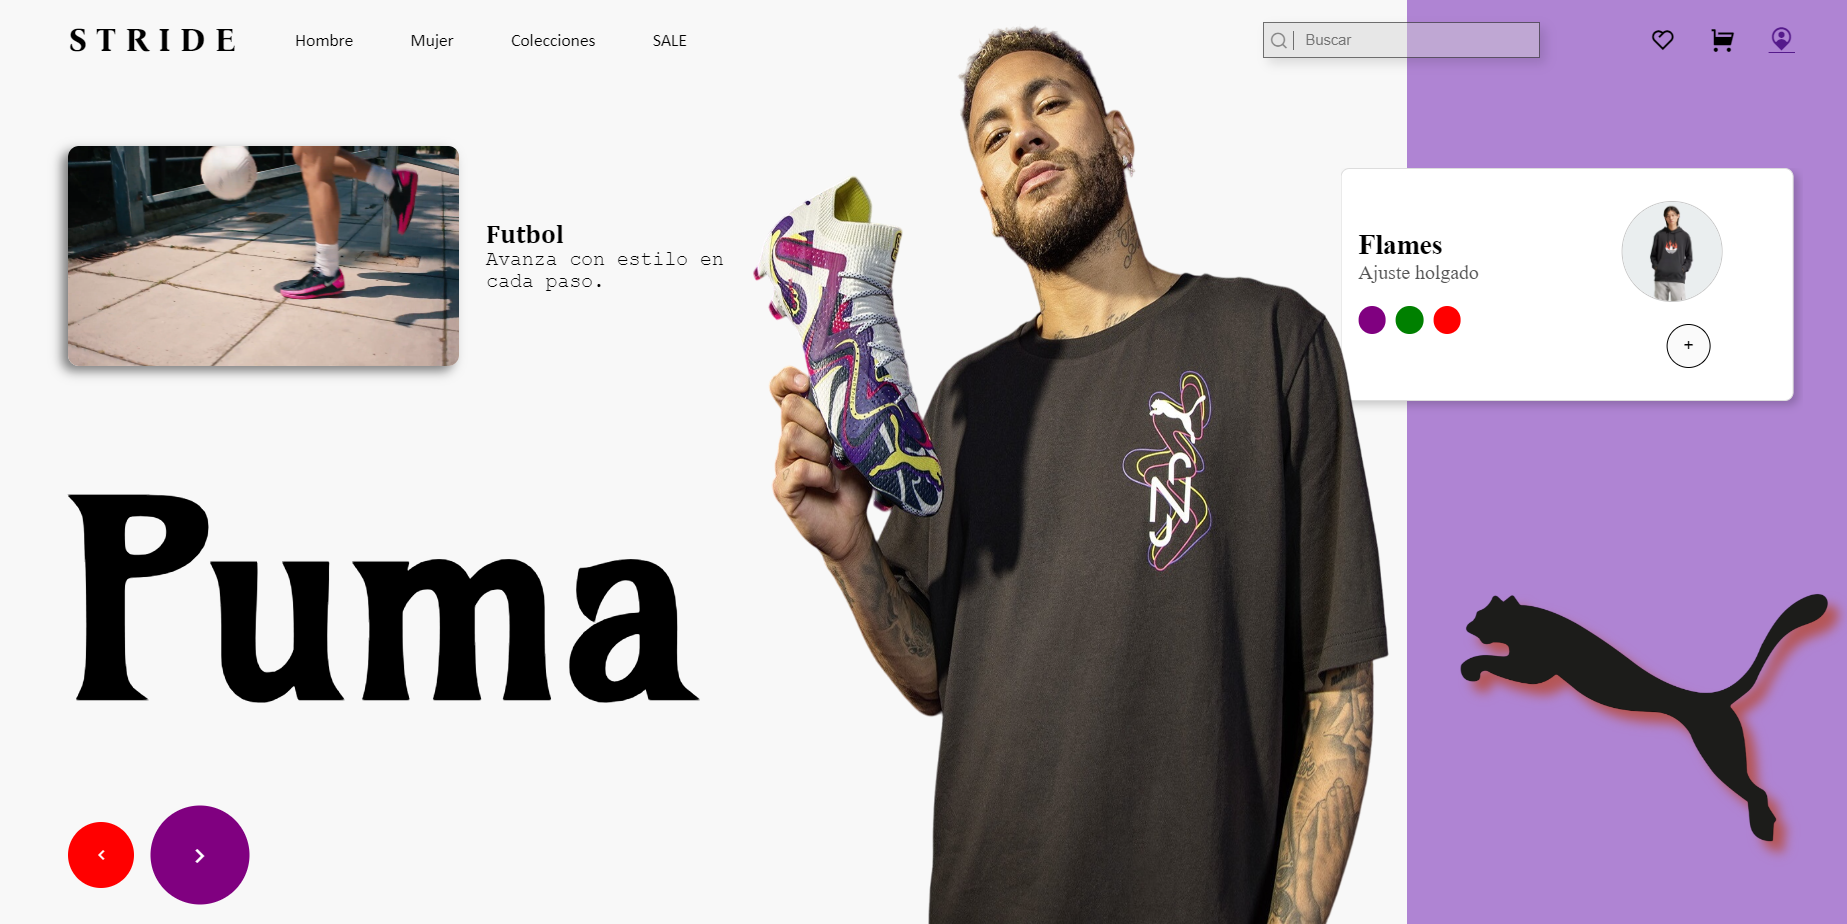 STRIDE
Hombre
Mujer
Colecciones
SALE
Buscar
Futbol
Avanza con estilo en
cada paso.
Flames
Ajuste holgado
+
Puma